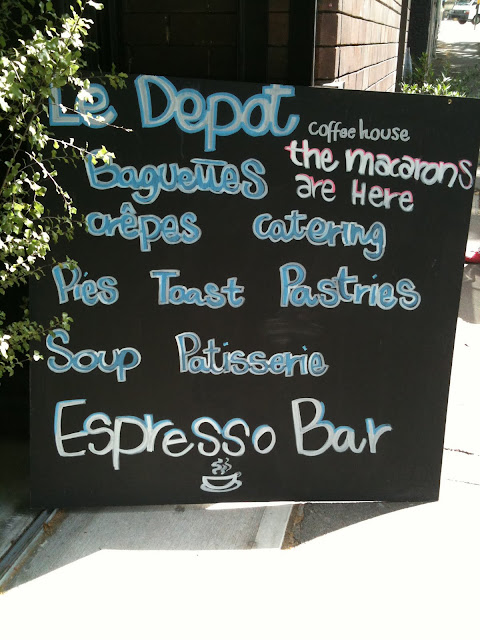 Le Depot
coffee house
the macarons
are Here
Baguettes
crêpes catering
Pies Toast Pastries
Soup Patisserie
Espresso Bar